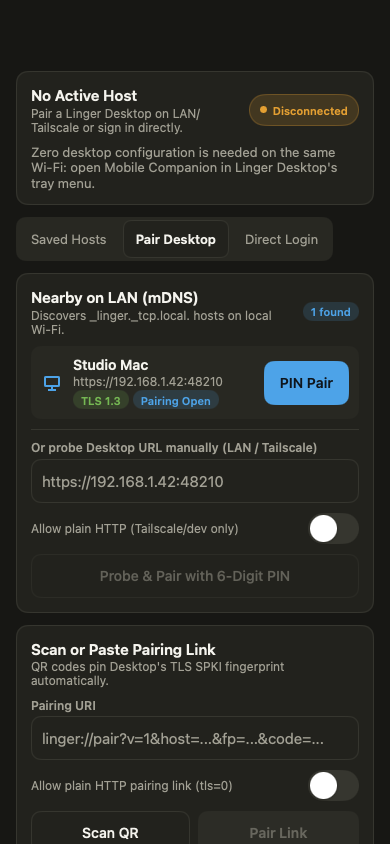 No Active Host
Pair a Linger Desktop on LAN/
Tailscale or sign in directly.
Disconnected
Zero desktop configuration is needed on the same
Wi-Fi: open Mobile Companion in Linger Desktop's
tray menu.
Saved Hosts
Pair Desktop
Direct Login
Nearby on LAN (mDNS)
Discovers _linger._tcp.local. hosts on local
Wi-Fi.
1 found
Studio Mac
https://192.168.1.42:48210
TLS 1.3
Pairing Open
PIN Pair
Or probe Desktop URL manually (LAN / Tailscale)
https://192.168.1.42:48210
Allow plain HTTP (Tailscale/dev only)
Probe & Pair with 6-Digit PIN
Scan or Paste Pairing Link
QR codes pin Desktop's TLS SPKI fingerprint
automatically.
Pairing URI
linger://pair?v=1&host=...&fp=...&code=...
Allow plain HTTP pairing link (tls=0)
Scan QR
Pair Link